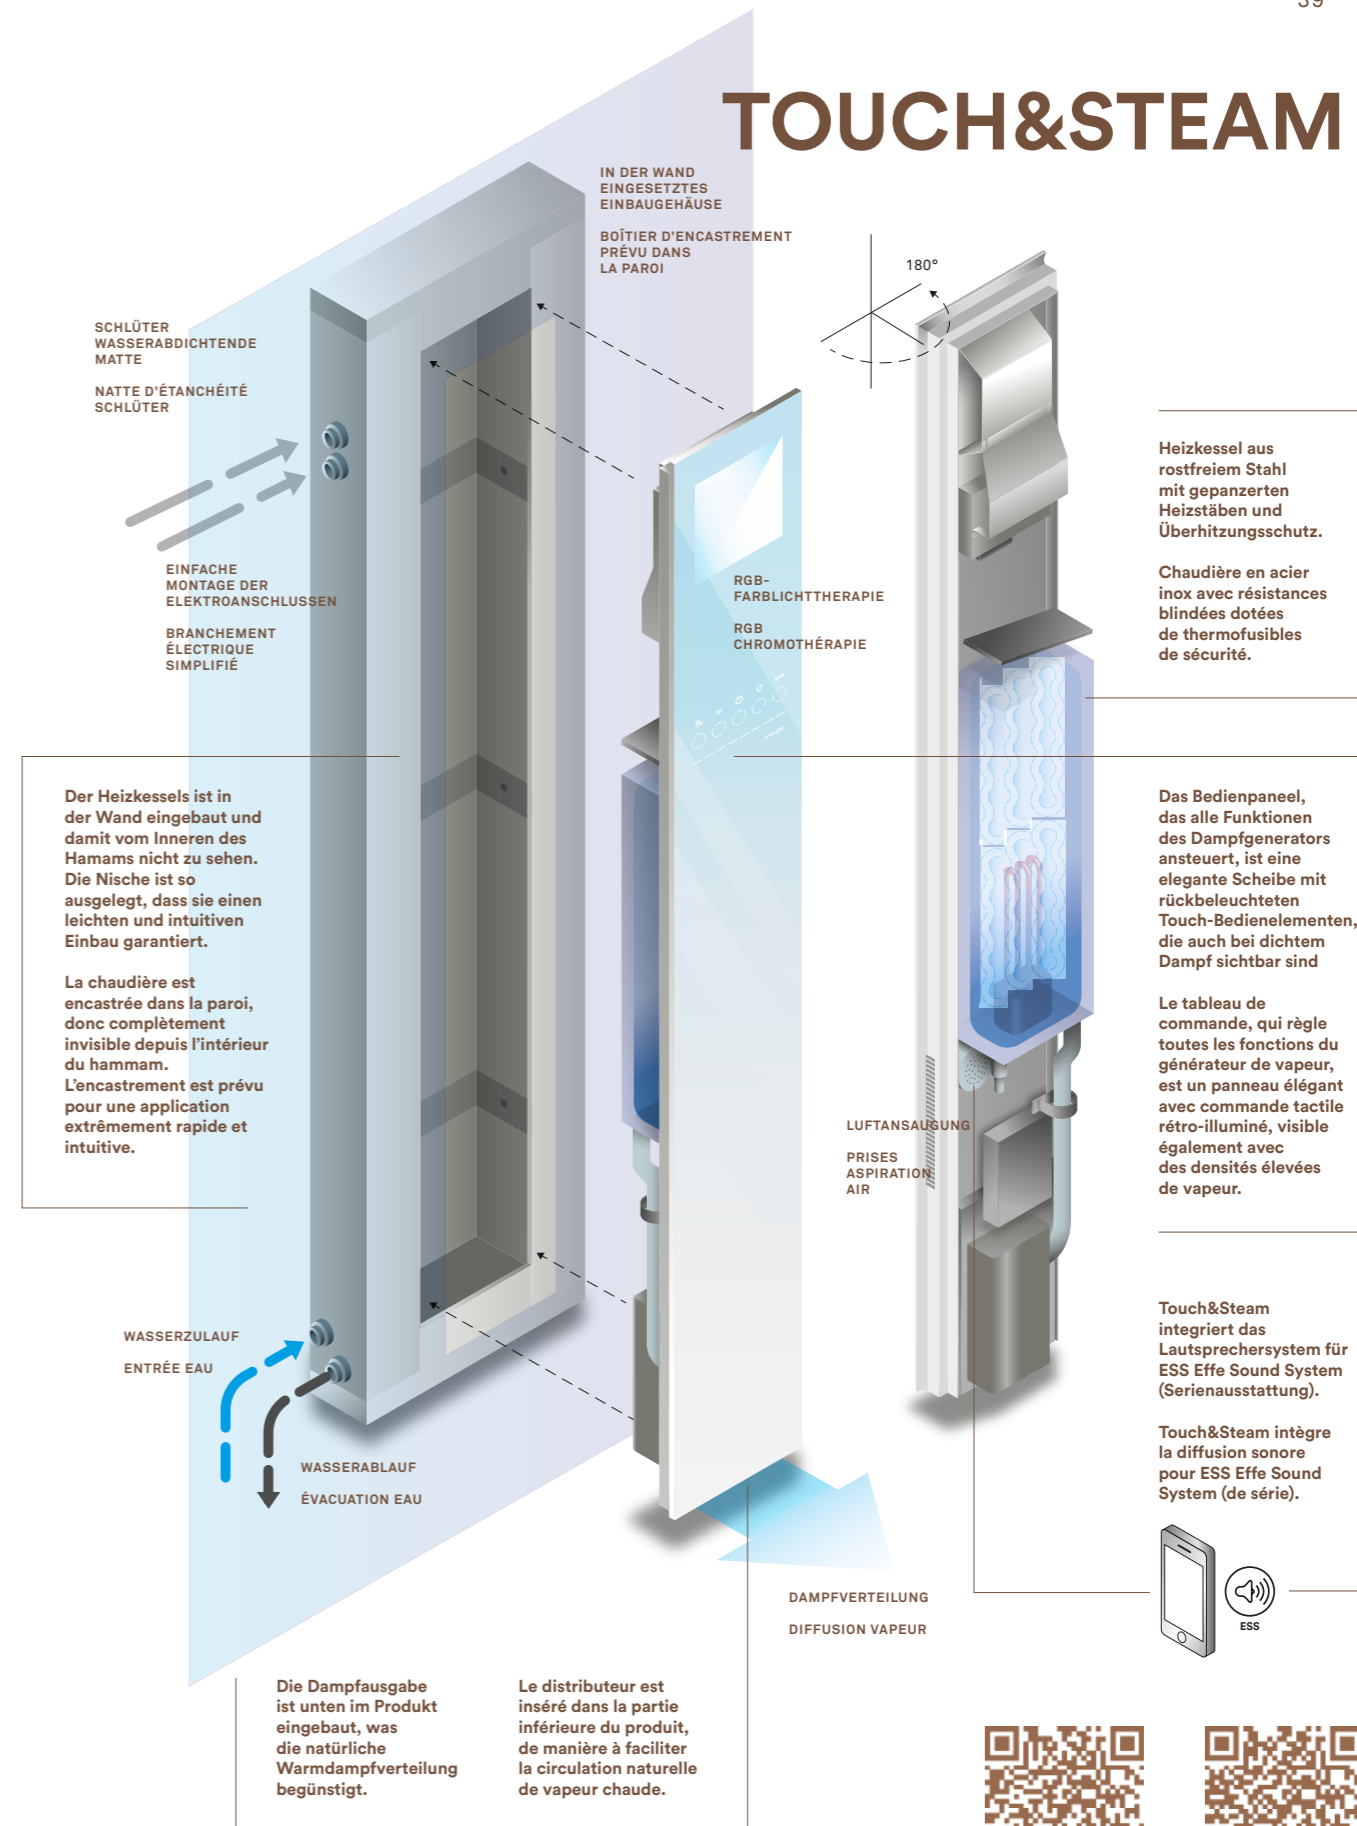 39
TOUCH&STEAM
IN DER WAND
EINGESETZTES
EINBAUGEHÄUSE
BOÎTIER D'ENCASTREMENT
PRÉVU DANS
LA PAROI
180°
SCHLÜTER
WASSERABDICHTENDE
MATTE
NATTE D'ÉTANCHÉITÉ
SCHLÜTER
EINFACHE
MONTAGE DER
ELEKTROANSCHLUSSEN
BRANCHEMENT
ÉLECTRIQUE
SIMPLIFIÉ
RGB-
FARBLICHTTHERAPIE
RGB
CHROMOTHÉRAPIE
Heizkessel aus
rostfreiem Stahl
mit gepanzerten
Heizstäben und
Überhitzungsschutz.
Chaudière en acier
inox avec résistances
blindées dotées
de thermofusibles
de sécurité.
Der Heizkessels ist in
der Wand eingebaut und
damit vom Inneren des
Hamams nicht zu sehen.
Die Nische ist so
ausgelegt, dass sie einen
leichten und intuitiven
Einbau garantiert.
La chaudière est
encastrée dans la paroi,
donc complètement
invisible depuis l'intérieur
du hammam.
L'encastrement est prévu
pour une application
extrêmement rapide et
intuitive.
Das Bedienpaneel,
das alle Funktionen
des Dampfgenerators
ansteuert, ist eine
elegante Scheibe mit
rückbeleuchteten
Touch-Bedienelementen,
die auch bei dichtem
Dampf sichtbar sind
Le tableau de
commande, qui règle
toutes les fonctions du
générateur de vapeur,
est un panneau élégant
avec commande tactile
rétro-illuminé, visible
également avec
des densités élevées
de vapeur.
LUFTANSAUGUNG
PRISES
ASPIRATION
AIR
WASSERZULAUF
ENTRÉE EAU
WASSERABLAUF
ÉVACUATION EAU
Touch&Steam
integriert das
Lautsprechersystem für
ESS Effe Sound System
(Serienausstattung).
Touch&Steam intègre
la diffusion sonore
pour ESS Effe Sound
System (de série).
ESS
DAMPFVERTEILUNG
DIFFUSION VAPEUR
Die Dampfausgabe
ist unten im Produkt
eingebaut, was
die natürliche
Warmdampfverteilung
begünstigt.
Le distributeur est
inséré dans la partie
inférieure du produit,
de manière à faciliter
la circulation naturelle
de vapeur chaude.